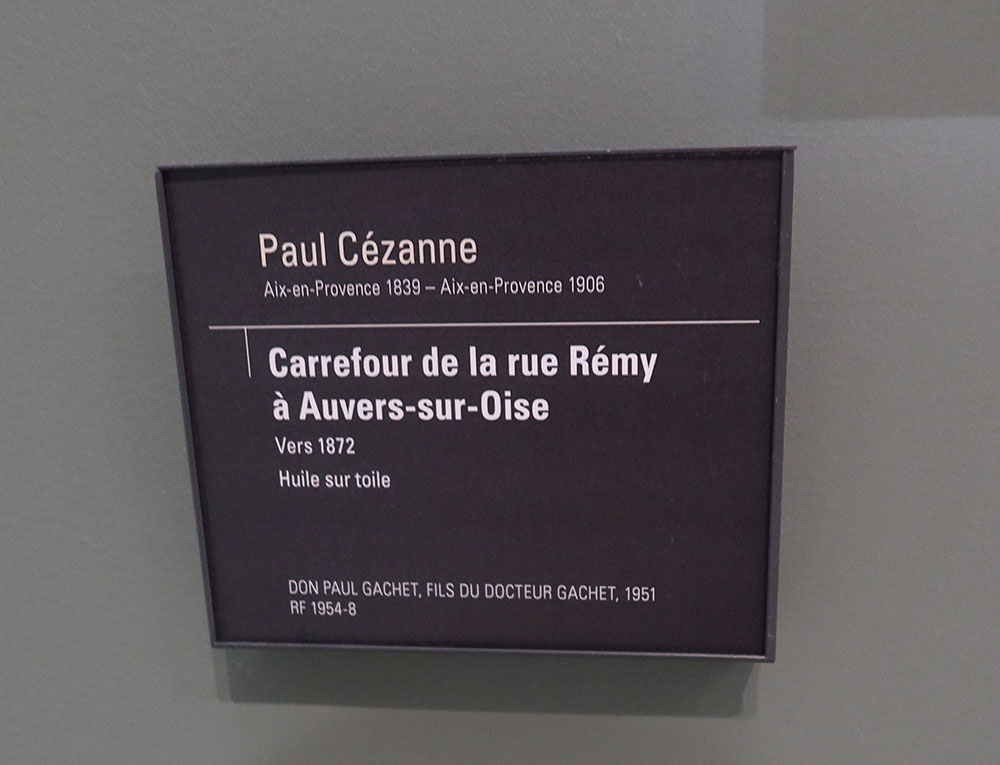 Paul Cézanne
Aix-en-Provence 1839 – Aix-en-Provence 1906
Carrefour de la rue Rémy
à Auvers-sur-Oise
Vers 1872
Huile sur toile
DON PAUL GACHET, FILS DU DOCTEUR GACHET, 1951
RF 1954-8